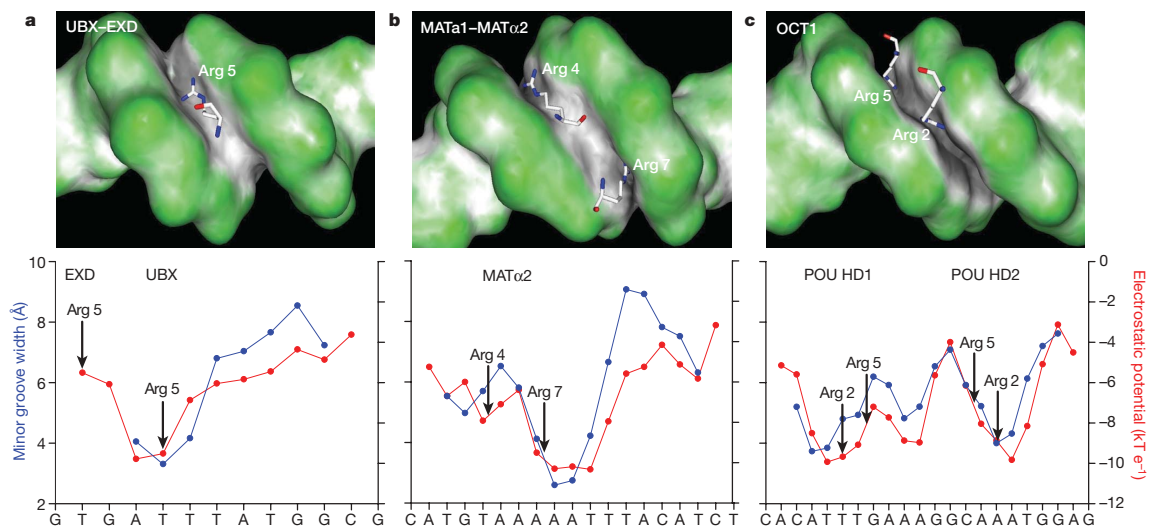 a
UBX–EXD
Arg 5
b
MATa1–MATα2
Arg 4
Arg 7
c
OCT1
Arg 5
Arg 2
Minor groove width (Å)
10
8
6
4
2
EXD
UBX
Arg 5
Arg 5
G T G A T T T A T G G C G
MATα2
Arg 4
Arg 7
C A T G T A A A A A T T T A C A T C T
POU HD1
POU HD2
Arg 2
Arg 5
Arg 5
Arg 2
C A C A T T T G A A A G G C A A A T G G A G
0
−2
−4
−6
−8
−10
−12
Electrostatic potential (kT e⁻¹)